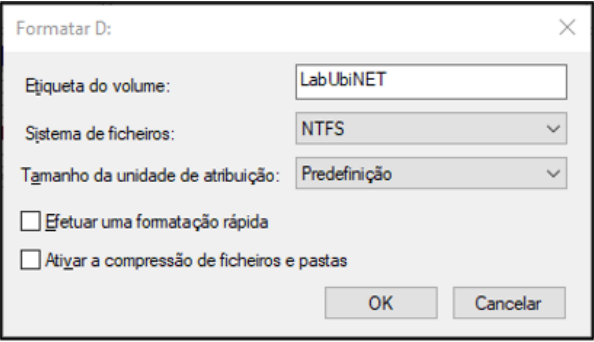 Formatar D:
Etiqueta do volume: LabUbiNET
Sistema de ficheiros: NTFS
Tamanho da unidade de atribuição: Predefinição
Efetuar uma formatação rápida
Ativar a compressão de ficheiros e pastas
OK Cancelar